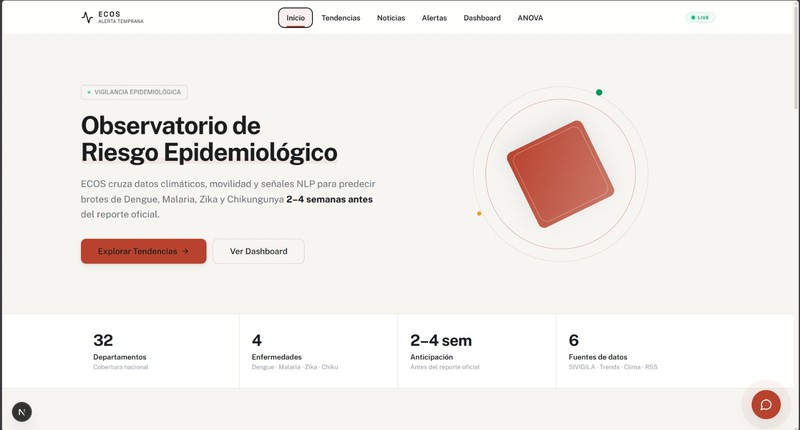 ECOS
ALERTA TEMPRANA
Inicio
Tendencias
Noticias
Alertas
Dashboard
ANOVA
LIVE
VIGILANCIA EPIDEMIOLÓGICA
Observatorio de
Riesgo Epidemiológico
ECOS cruza datos climáticos, movilidad y señales NLP para predecir
brotes de Dengue, Malaria, Zika y Chikungunya 2–4 semanas antes
del reporte oficial.
Explorar Tendencias →
Ver Dashboard
32
Departamentos
Cobertura nacional
4
Enfermedades
Dengue · Malaria · Zika · Chiku
2–4 sem
Anticipación
Antes del reporte oficial
6
Fuentes de datos
SIVIGILA · Trends · Clima · RSS
N